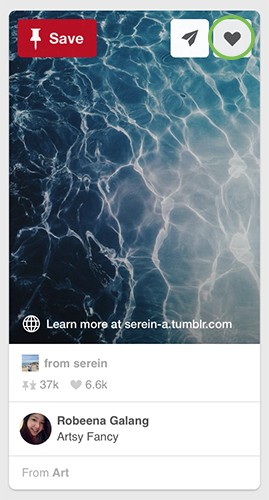 Save
Learn more at serein-a.tumblr.com
from serein
37k 6.6k
Robeena Galang
Artsy Fancy
From Art